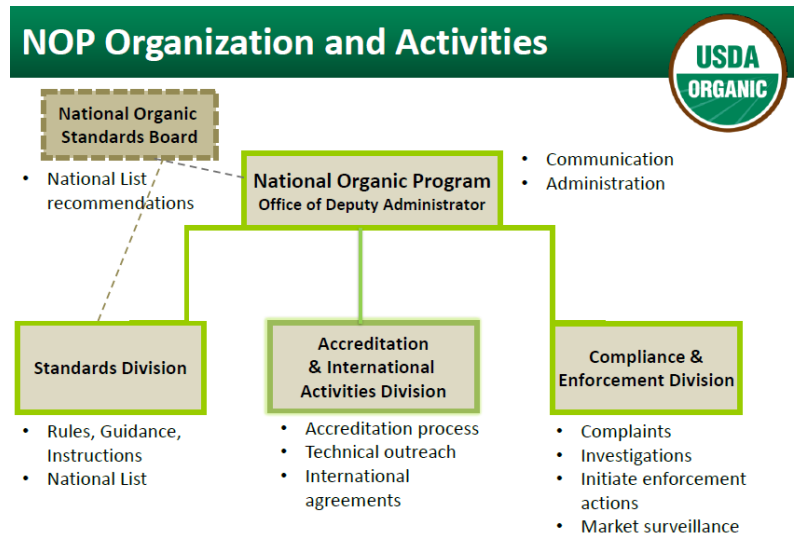 NOP Organization and Activities
USDA
ORGANIC
National Organic
Standards Board
• National List
recommendations
National Organic Program
Office of Deputy Administrator
• Communication
• Administration
Standards Division
• Rules, Guidance,
Instructions
• National List
Accreditation
& International
Activities Division
• Accreditation process
• Technical outreach
• International
agreements
Compliance &
Enforcement Division
• Complaints
• Investigations
• Initiate enforcement
actions
• Market surveillance